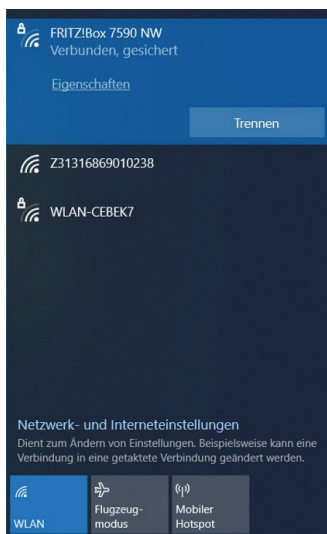 FRITZ!Box 7590 NW
Verbunden, gesichert
Eigenschaften
Trennen
Z31316869010238
WLAN-CEBEK7
Netzwerk- und Interneteinstellungen
Dient zum Ändern von Einstellungen. Beispielsweise kann eine
Verbindung in eine getaktete Verbindung geändert werden.
WLAN
Flugzeug-
modus
Mobiler
Hotspot